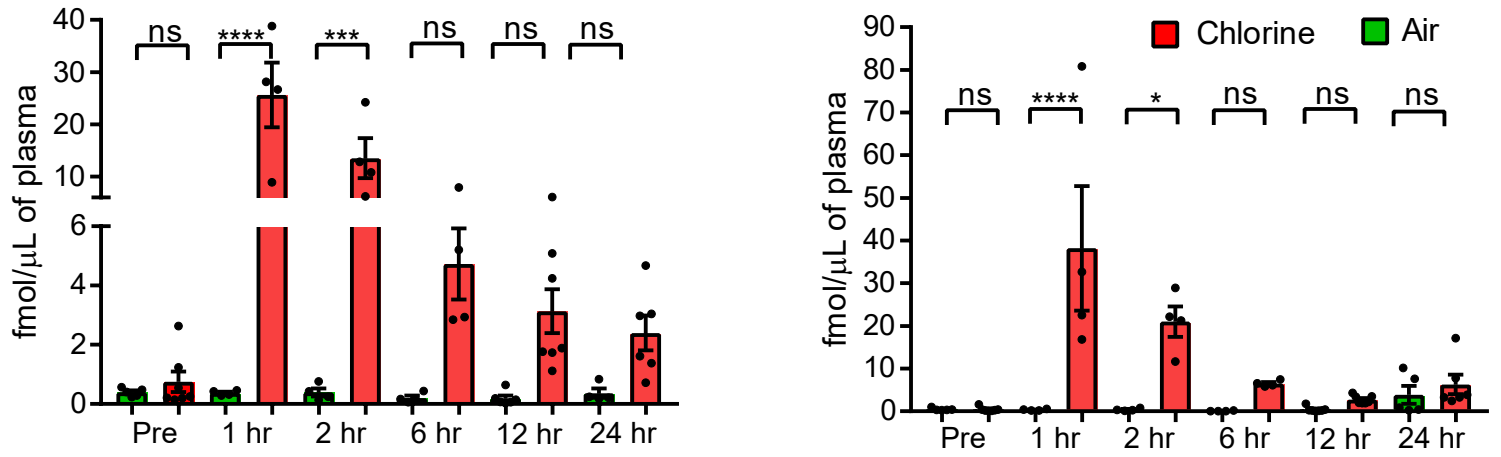 fmol/μL of plasma
40
30
20
10
6
4
2
0
ns
****
***
ns
ns
ns
Pre
1 hr
2 hr
6 hr
12 hr
24 hr
fmol/μL of plasma
90
80
70
60
50
40
30
20
10
0
Chlorine
Air
ns
****
*
ns
ns
ns
Pre
1 hr
2 hr
6 hr
12 hr
24 hr